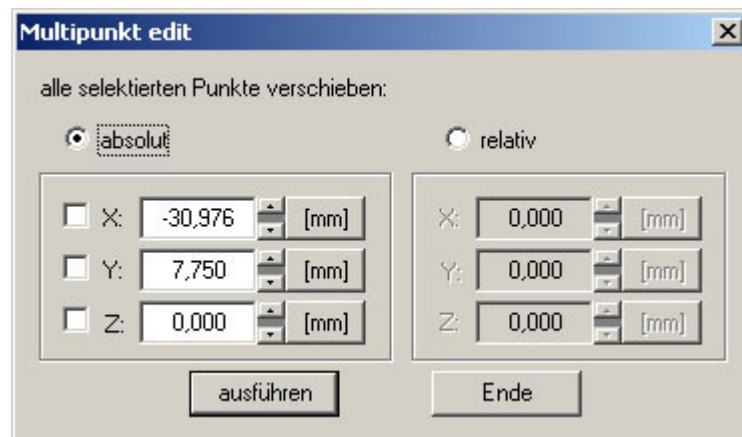 Multipunkt edit
alle selektierten Punkte verschieben:
absolut
relativ
X: -30,976 [mm]
X: 0,000 [mm]
Y: 7,750 [mm]
Y: 0,000 [mm]
Z: 0,000 [mm]
Z: 0,000 [mm]
ausführen
Ende